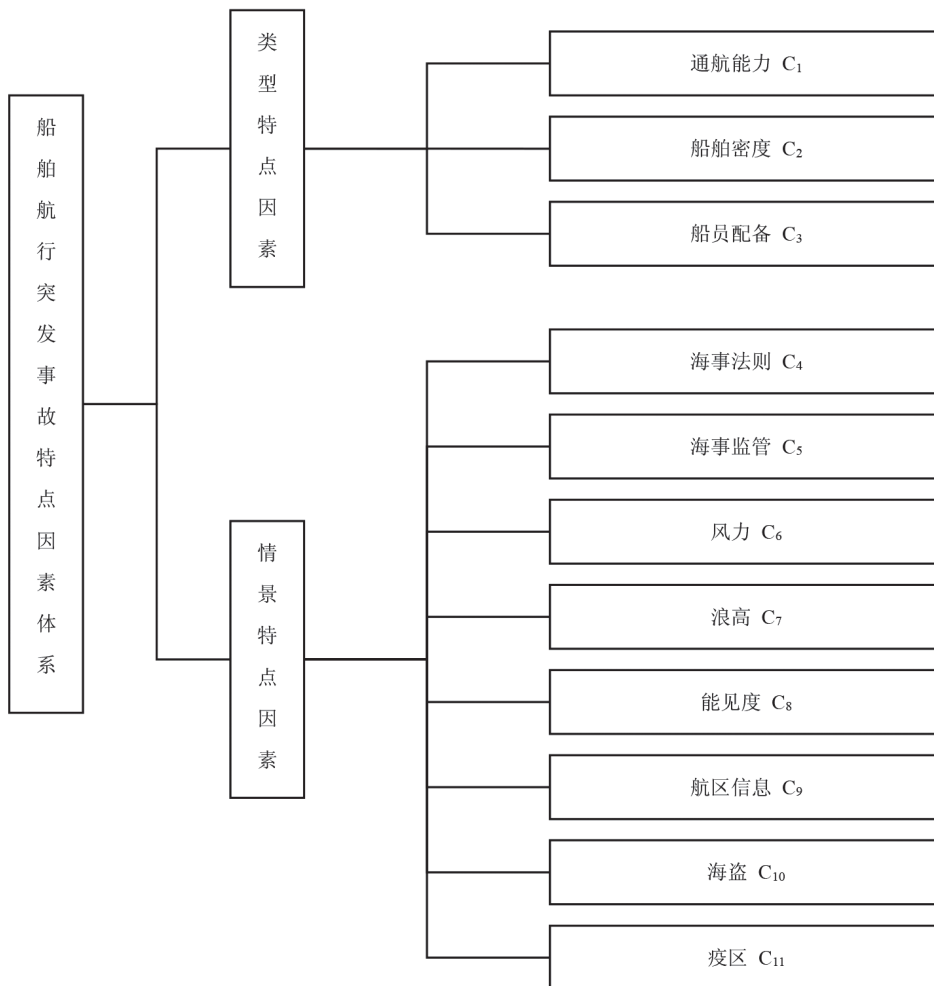 船舶航行突发事故特点因素体系
类型特点因素
通航能力 C₁
船舶密度 C₂
船员配备 C₃
情景特点因素
海事法则 C₄
海事监管 C₅
风力 C₆
浪高 C₇
能见度 C₈
航区信息 C₉
海盗 C₁₀
疫区 C₁₁